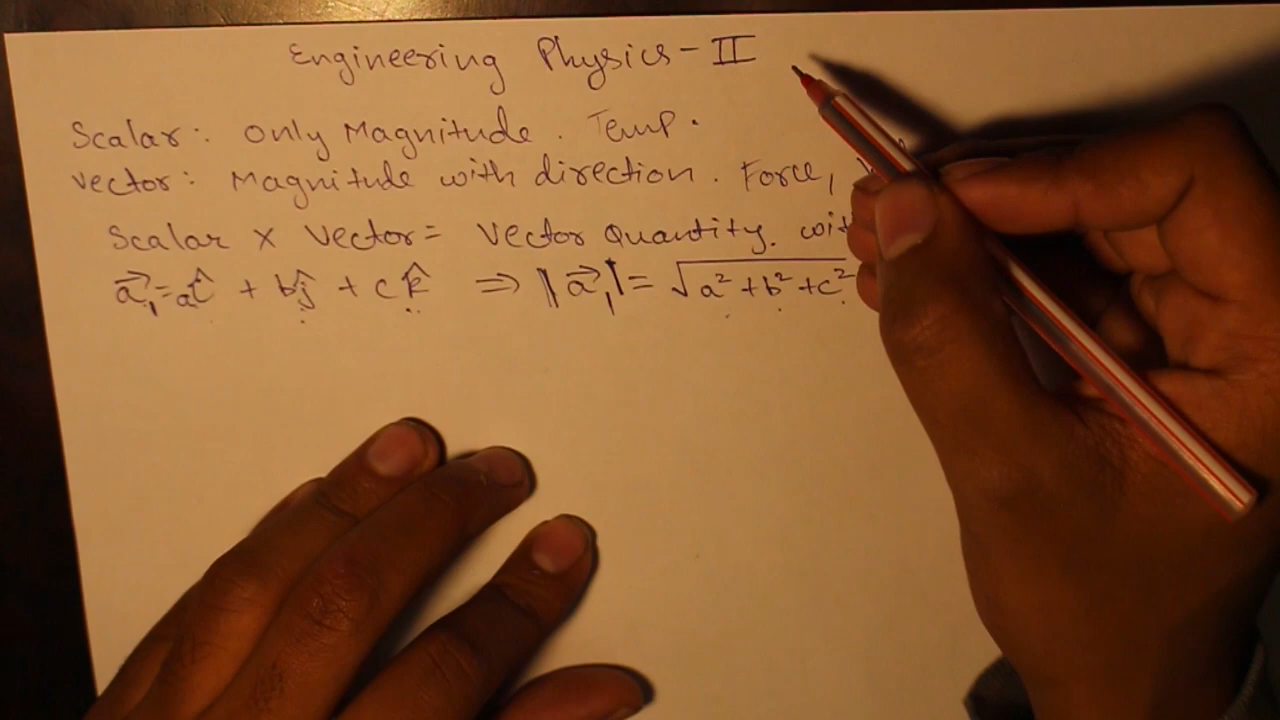 Engineering Physics - II
Scalar: Only Magnitude. Temp.
Vector: Magnitude with direction. Force,
Scalar × Vector = Vector Quantity.
a⃗₁ = aî + bĵ + ck̂ ⇒ |a⃗₁| = √a² + b² + c²